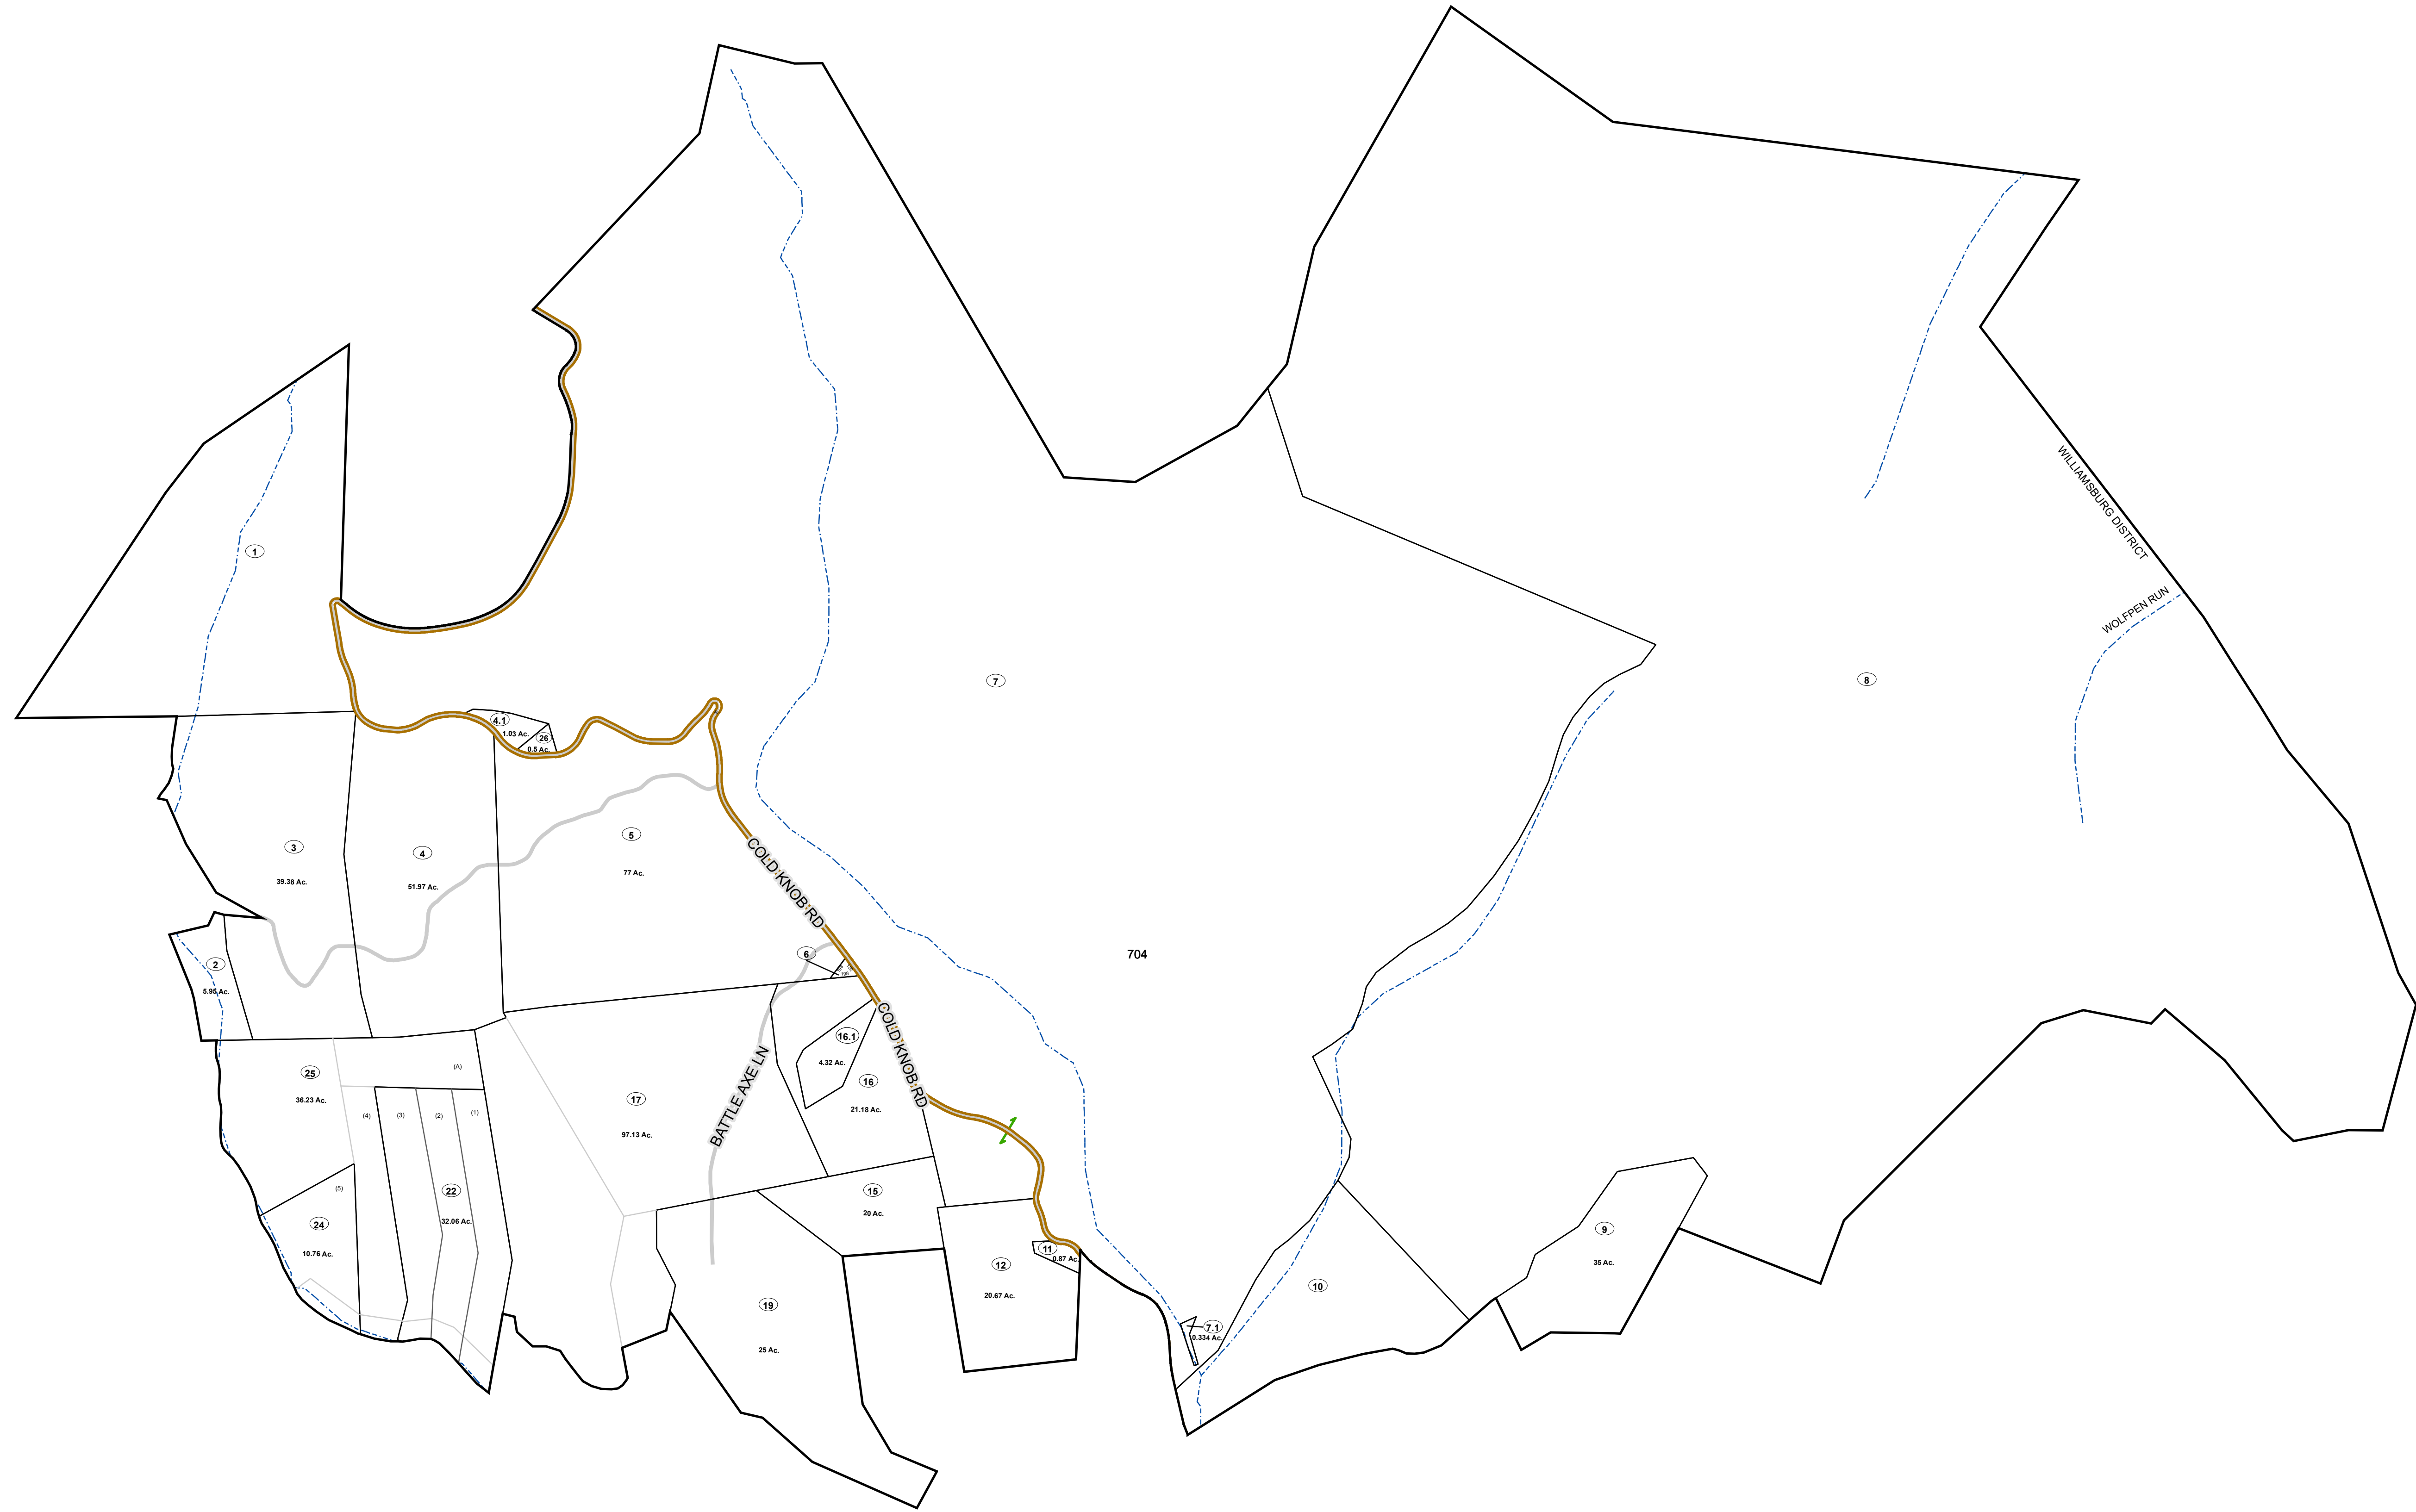 1
4.1
1.03 Ac.
26
0.5 Ac.
7
8
WILLIAMSBURG DISTRICT
WOLFPEN RUN
3
39.38 Ac.
4
51.97 Ac.
5
77 Ac.
COLD KNOB RD
6
704
2
5.95 Ac.
16.1
4.32 Ac.
COLD KNOB RD
16
21.18 Ac.
BATTLE AXE LN
17
97.13 Ac.
25
36.23 Ac.
(A)
(4)
(3)
(2)
(1)
(5)
22
32.06 Ac.
24
10.76 Ac.
15
20 Ac.
19
25 Ac.
11
0.87 Ac.
12
20.67 Ac.
7.1
0.334 Ac.
10
9
35 Ac.